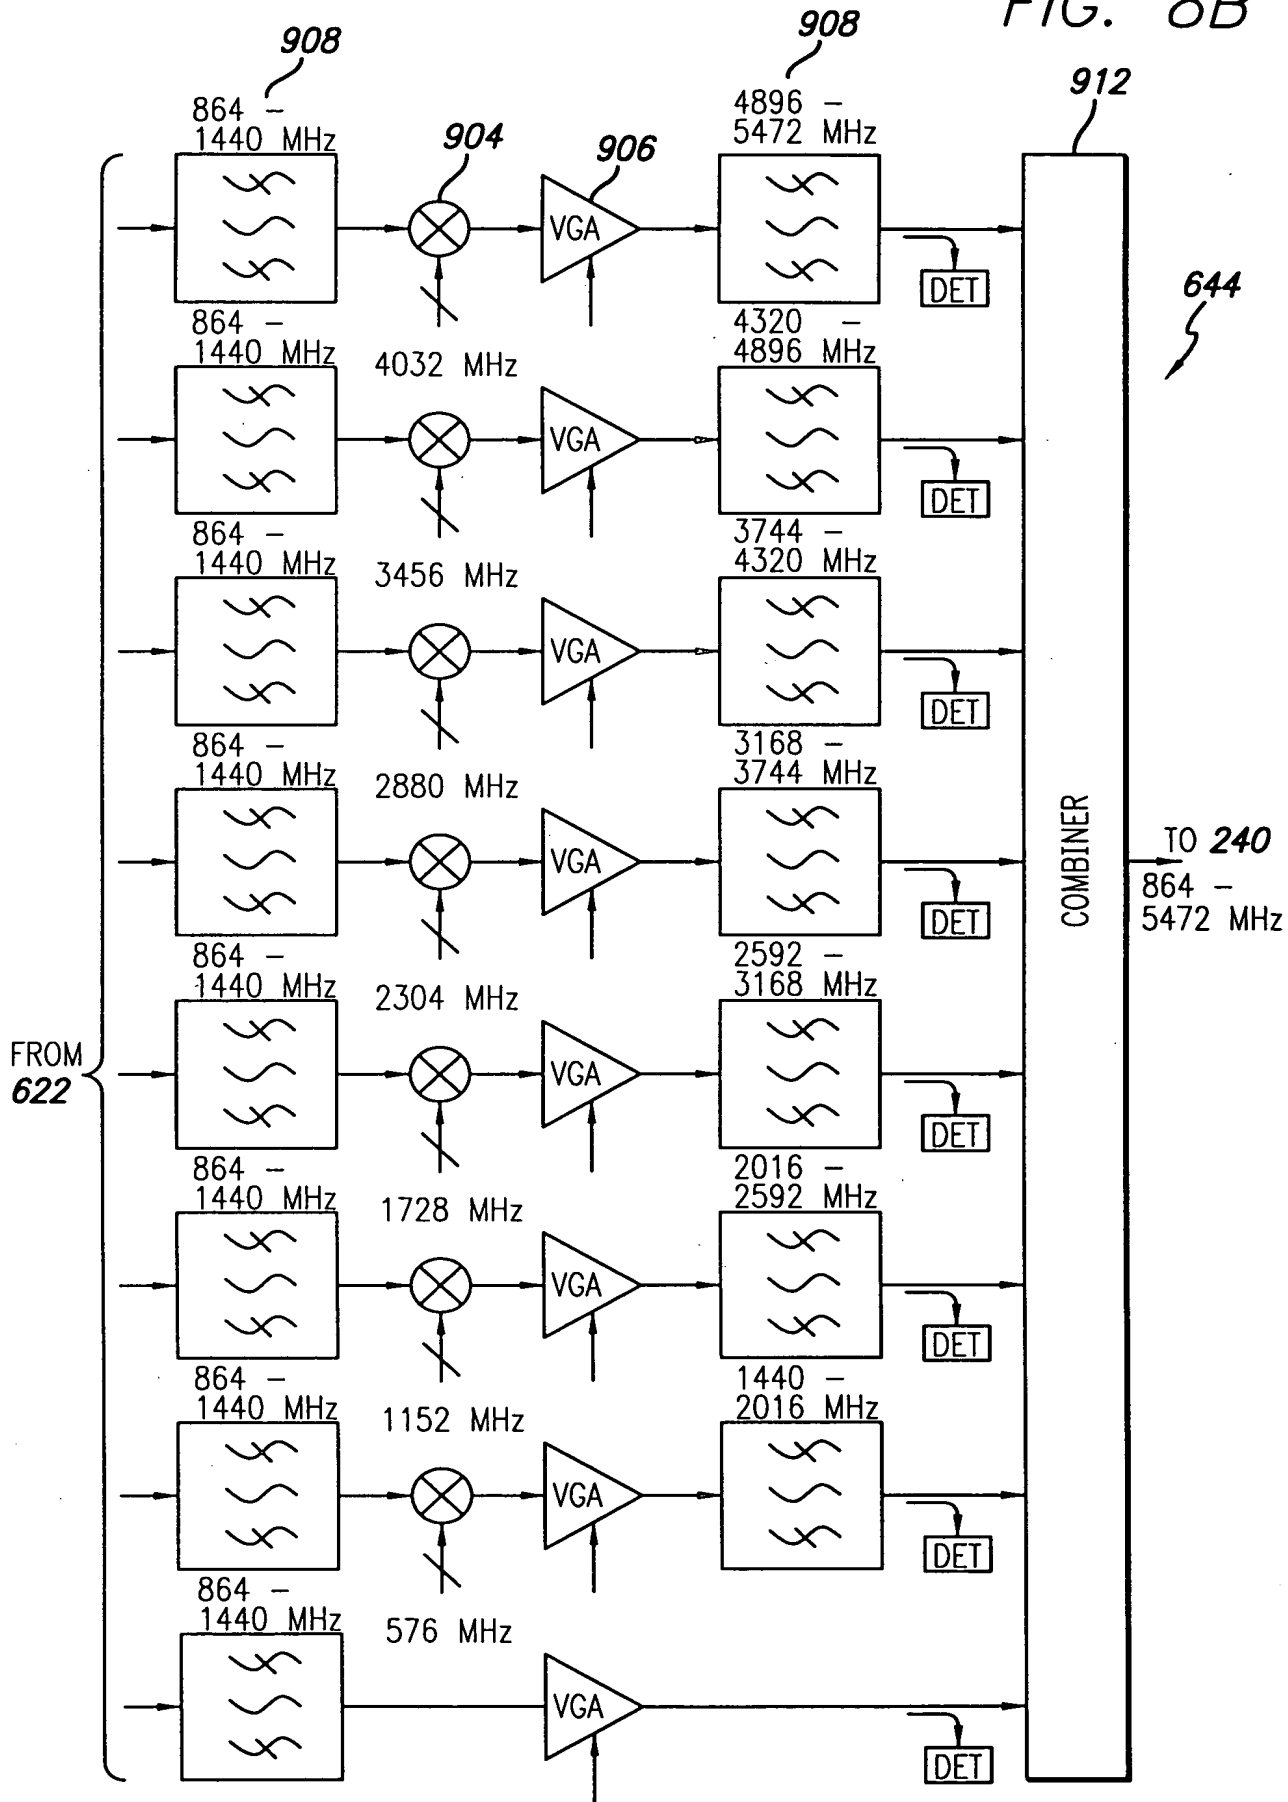 FIG. 8B
908
908
912
864 -
1440 MHz
904
906
4896 -
5472 MHz
VGA
DET
644
864 -
1440 MHz
4032 MHz
4320 -
4896 MHz
VGA
DET
864 -
1440 MHz
3456 MHz
3744 -
4320 MHz
VGA
DET
864 -
1440 MHz
2880 MHz
3168 -
3744 MHz
VGA
DET
COMBINER
TO 240
864 -
5472 MHz
864 -
1440 MHz
2304 MHz
2592 -
3168 MHz
FROM
622
VGA
DET
864 -
1440 MHz
1728 MHz
2016 -
2592 MHz
VGA
DET
864 -
1440 MHz
1152 MHz
1440 -
2016 MHz
VGA
DET
864 -
1440 MHz
576 MHz
VGA
DET